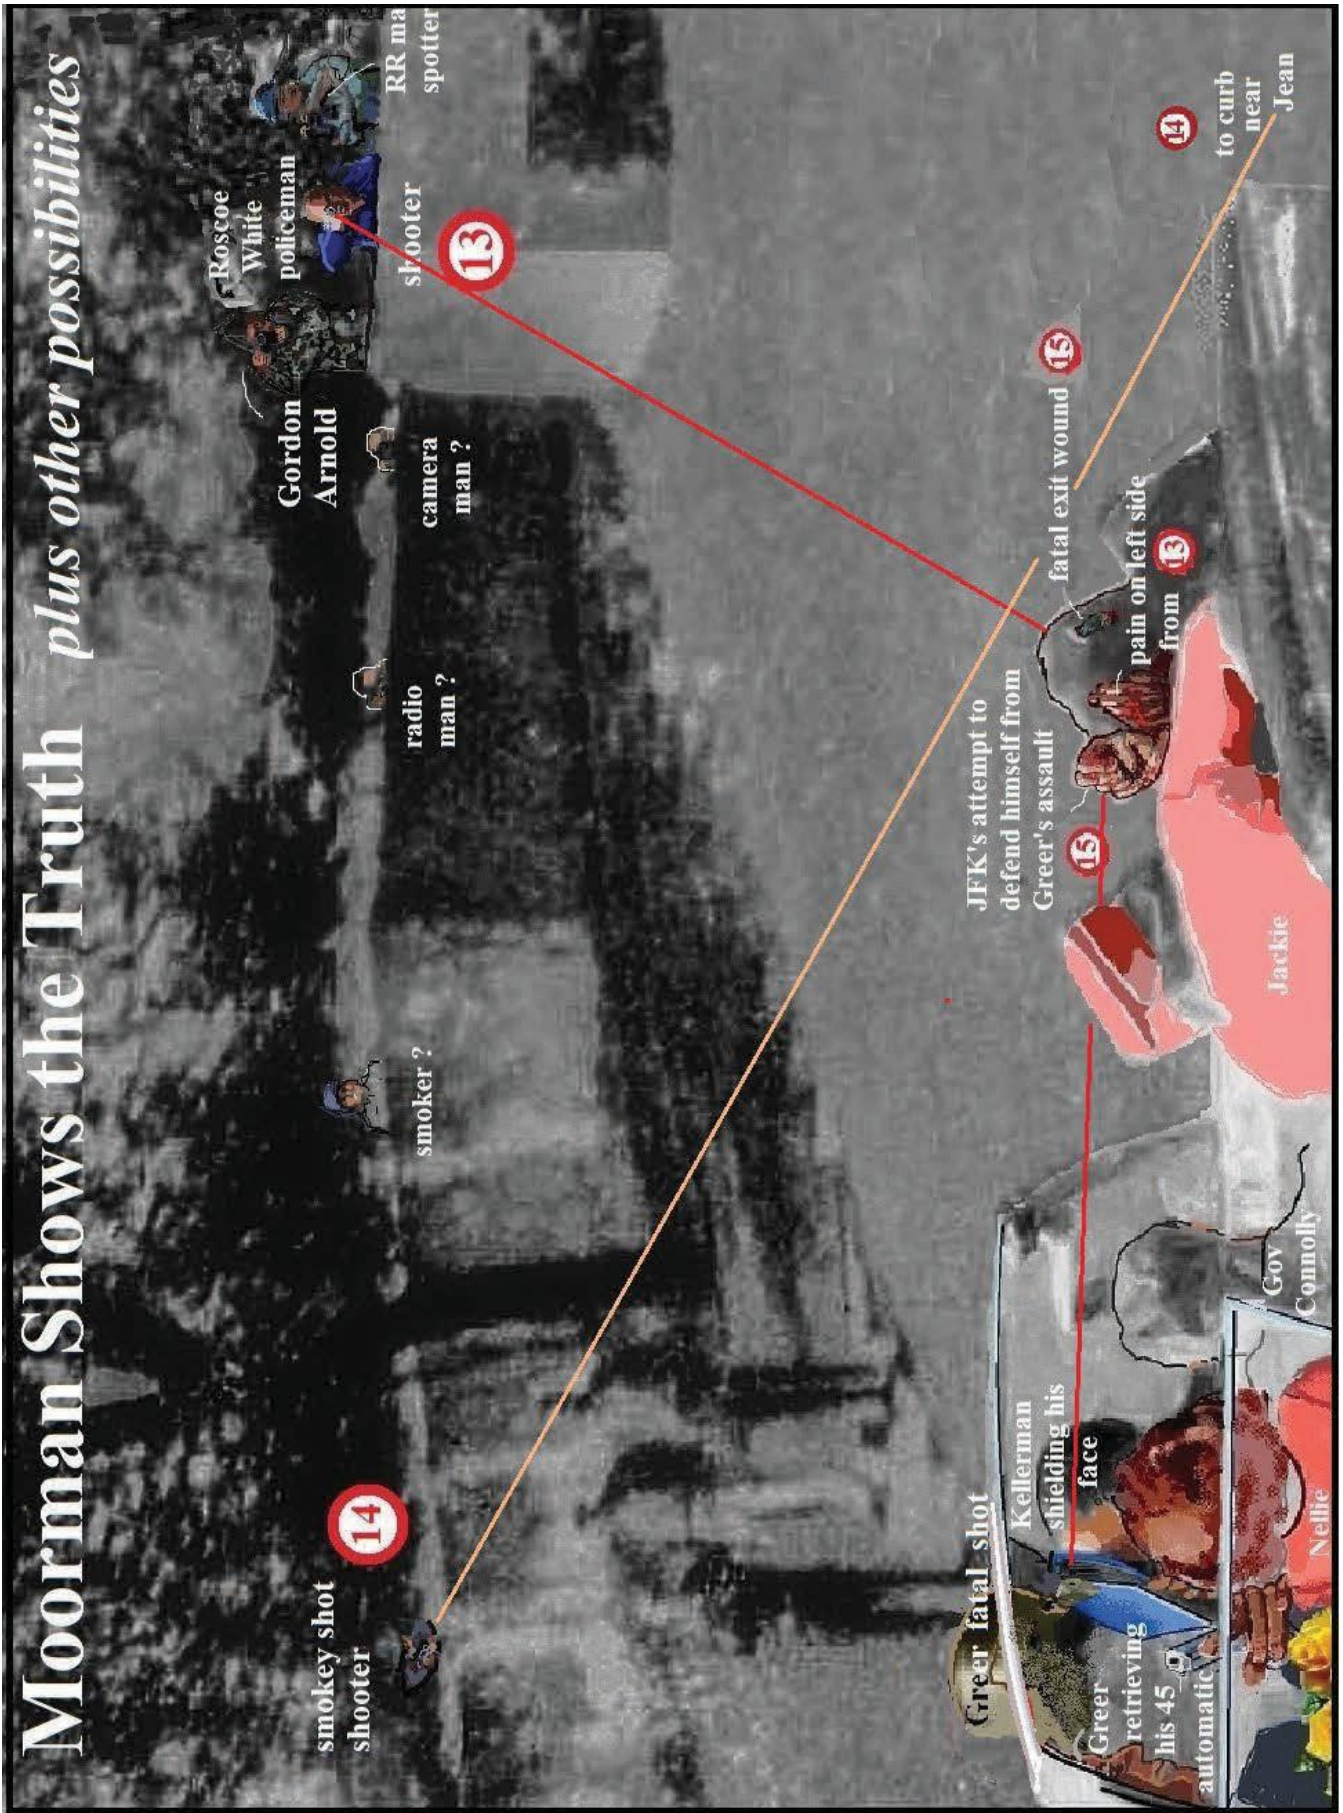 Moorman Shows the Truth plus other possibilities
smokey shot
shooter
14
smoker ?
radio
man ?
camera
man ?
Gordon
Arnold
Roscoe
White
policeman
shooter
13
RR ma
spotter
Greer fatal shot
Kellerman
shielding his
face
Greer
retrieving
his 45
automatic
Nellie
Gov
Connolly
Jackie
JFK's attempt to
defend himself from
Greer's assault
15
fatal exit wound
15
pain on left side
from 13
14
to curb
near
Jean